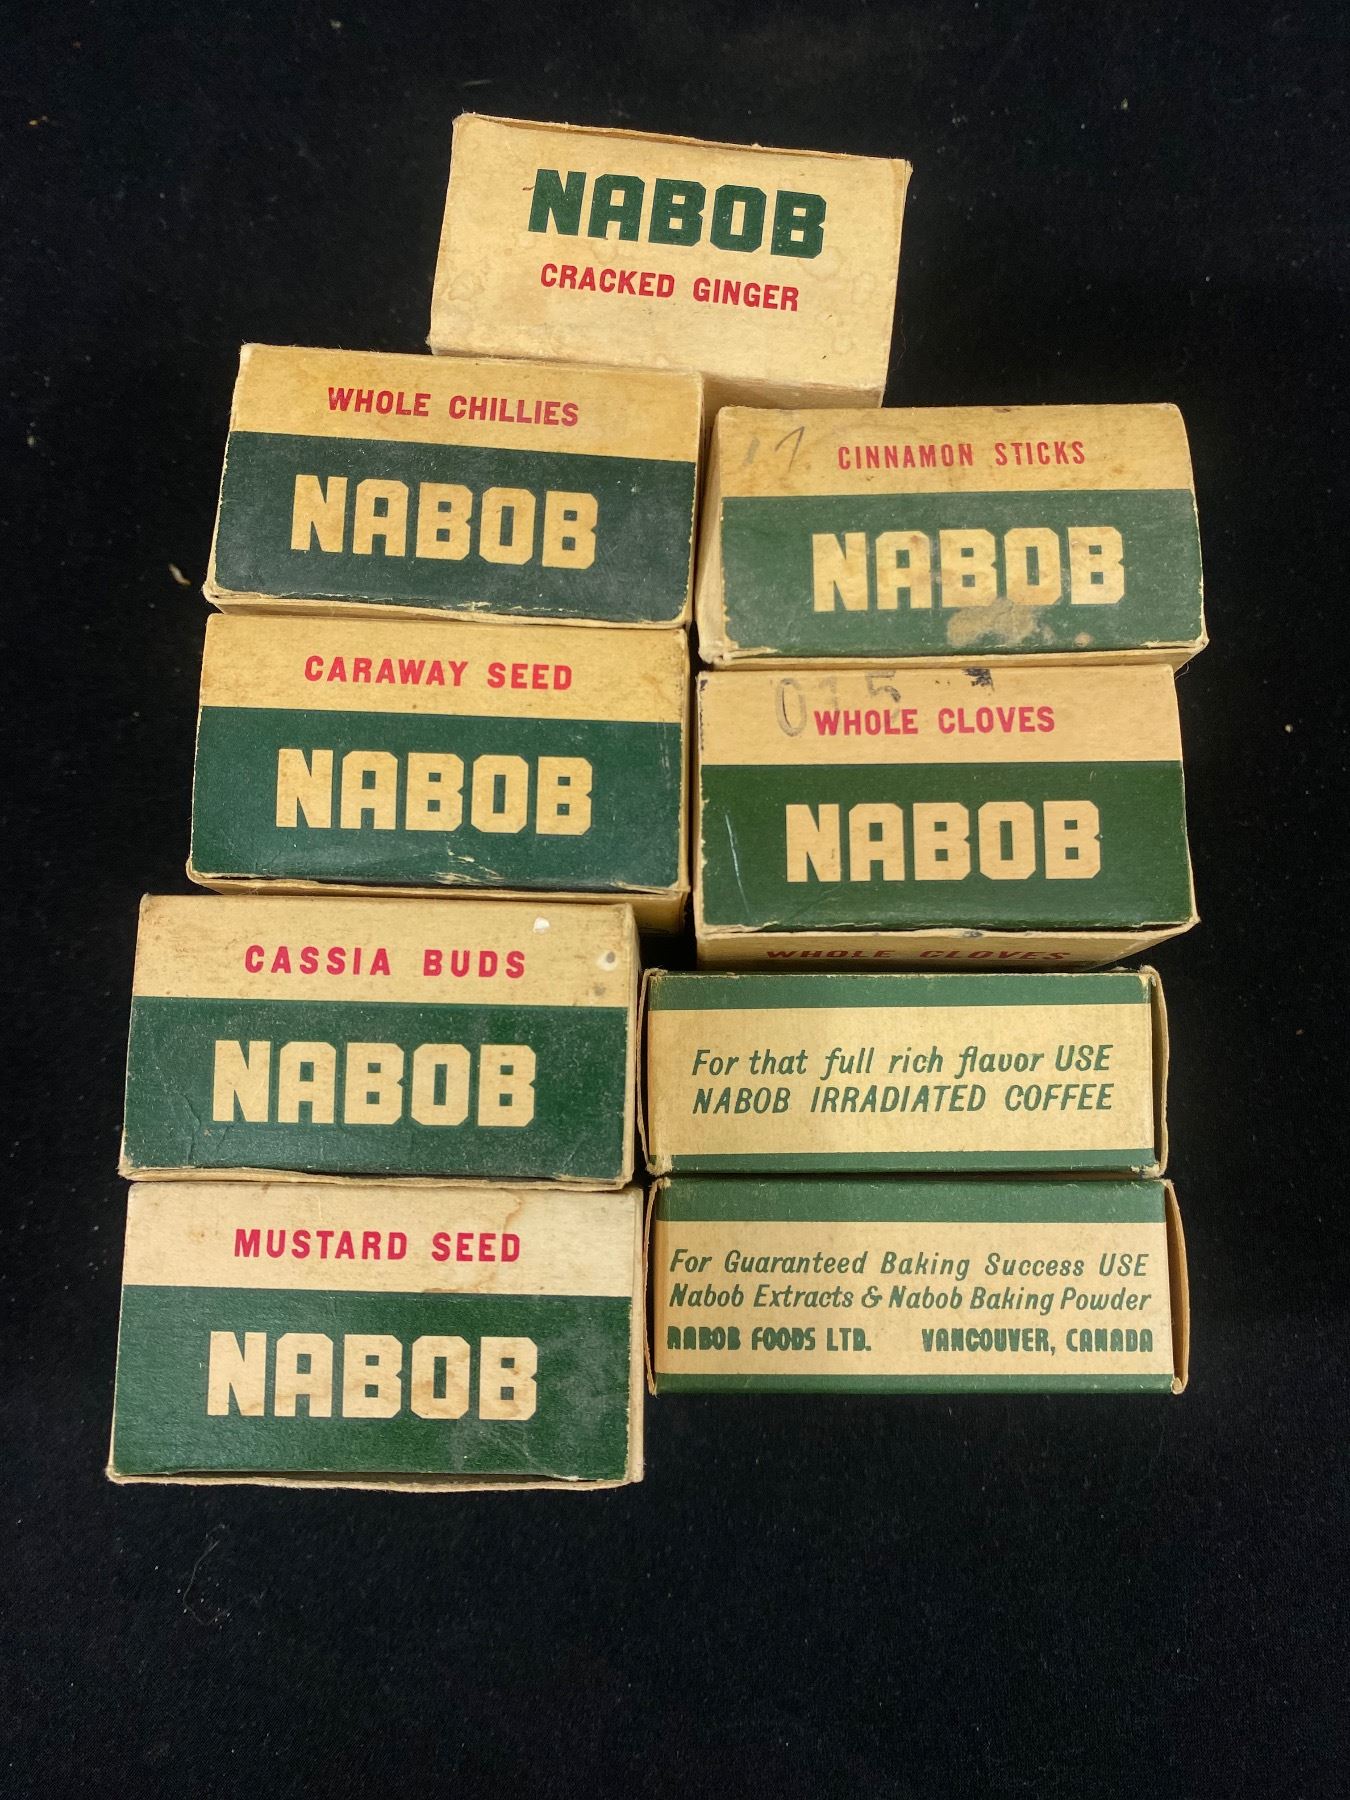 NABOB
CRACKED GINGER
WHOLE CHILLIES
NABOB
CINNAMON STICKS
NABOB
CARAWAY SEED
NABOB
WHOLE CLOVES
NABOB
WHOLE CLOVES
CASSIA BUDS
NABOB
For that full rich flavor USE
NABOB IRRADIATED COFFEE
MUSTARD SEED
NABOB
For Guaranteed Baking Success USE
Nabob Extracts & Nabob Baking Powder
NABOB FOODS LTD. VANCOUVER, CANADA